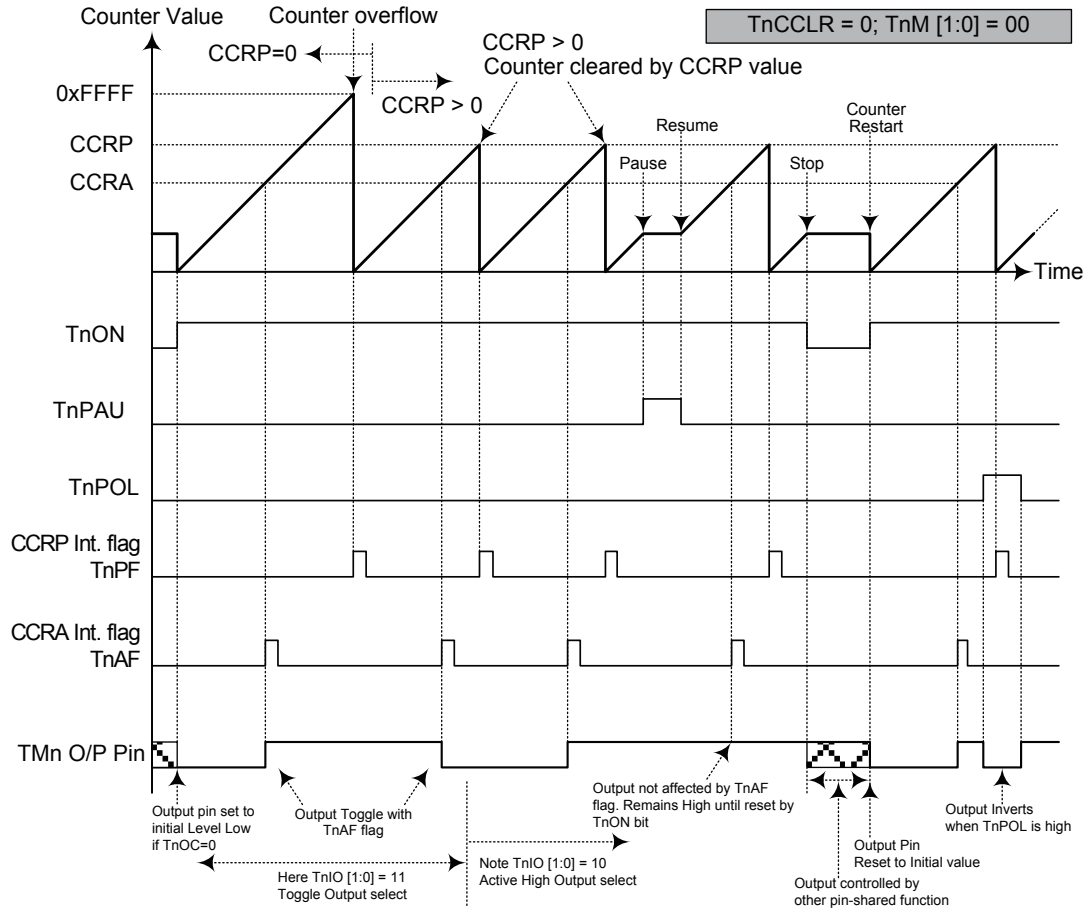 Counter Value
Counter overflow
TnCCLR = 0; TnM [1:0] = 00
CCRP=0
CCRP > 0
CCRP > 0
Counter cleared by CCRP value
0xFFFF
CCRP
CCRA
Pause
Resume
Stop
Counter
Restart
Time
TnON
TnPAU
TnPOL
CCRP Int. flag
TnPF
CCRA Int. flag
TnAF
TMn O/P Pin
Output pin set to
initial Level Low
if TnOC=0
Output Toggle with
TnAF flag
Output not affected by TnAF
flag. Remains High until reset by
TnON bit
Output Inverts
when TnPOL is high
Output Pin
Reset to Initial value
Here TnIO [1:0] = 11
Toggle Output select
Note TnIO [1:0] = 10
Active High Output select
Output controlled by
other pin-shared function